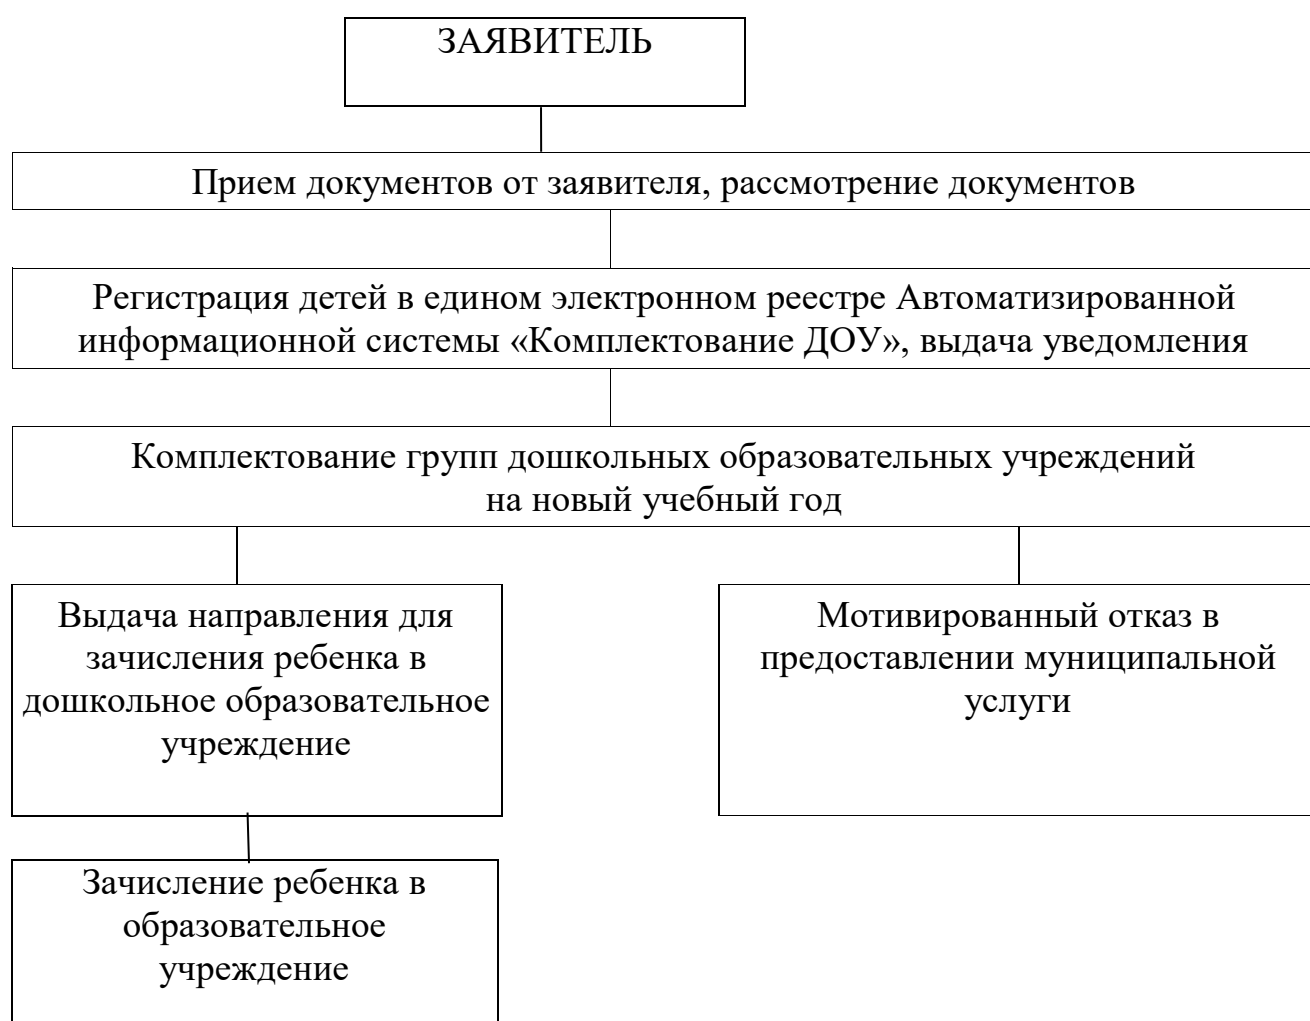 ЗАЯВИТЕЛЬ
Прием документов от заявителя, рассмотрение документов
Регистрация детей в едином электронном реестре Автоматизированной
информационной системы «Комплектование ДОУ», выдача уведомления
Комплектование групп дошкольных образовательных учреждений
на новый учебный год
Выдача направления для
зачисления ребенка в
дошкольное образовательное
учреждение
Мотивированный отказ в
предоставлении муниципальной
услуги
Зачисление ребенка в
образовательное
учреждение